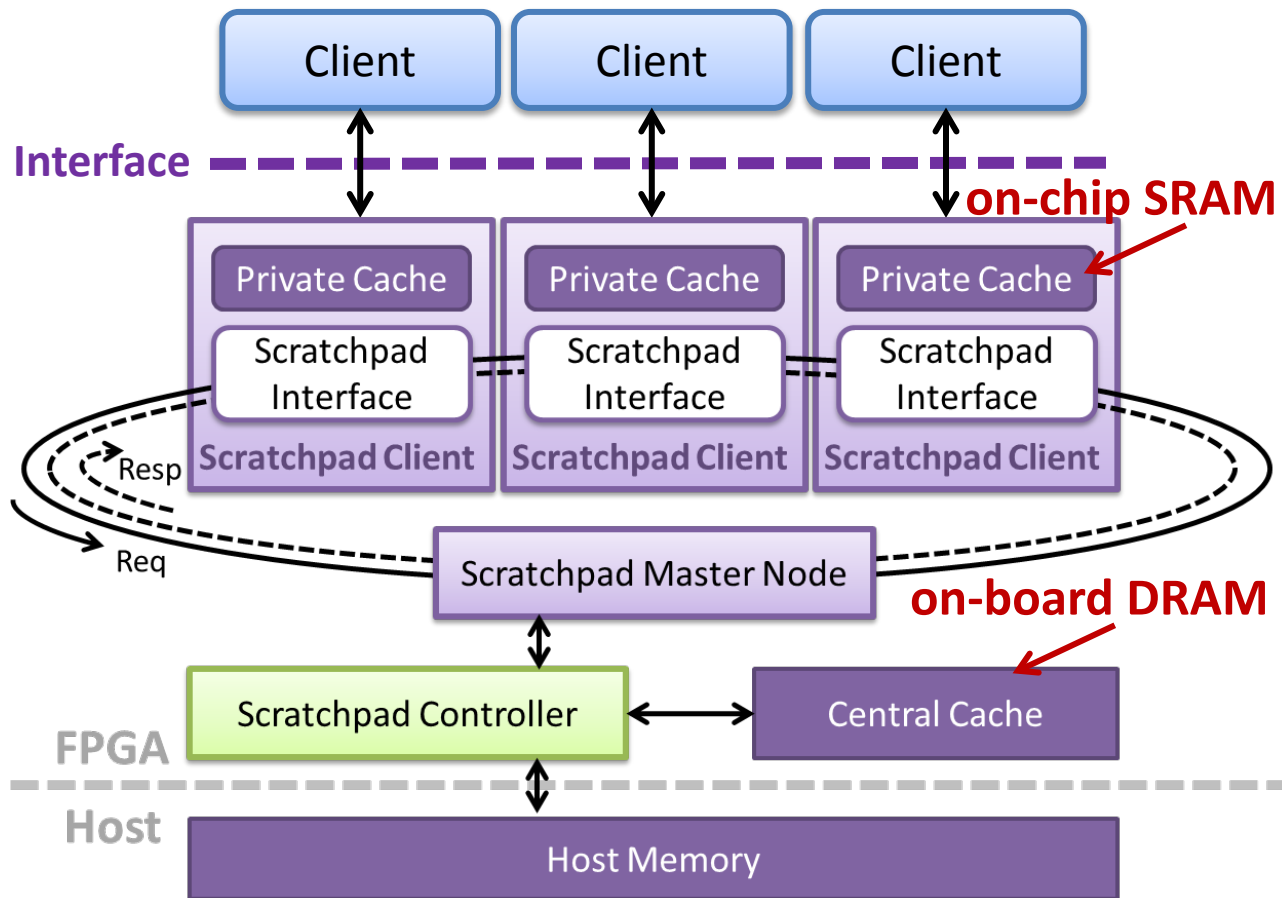 Client
Client
Client
Interface
on-chip SRAM
Private Cache
Private Cache
Private Cache
Scratchpad
Interface
Scratchpad
Interface
Scratchpad
Interface
Scratchpad Client
Scratchpad Client
Scratchpad Client
Resp
Req
Scratchpad Master Node
on-board DRAM
Scratchpad Controller
Central Cache
FPGA
Host
Host Memory